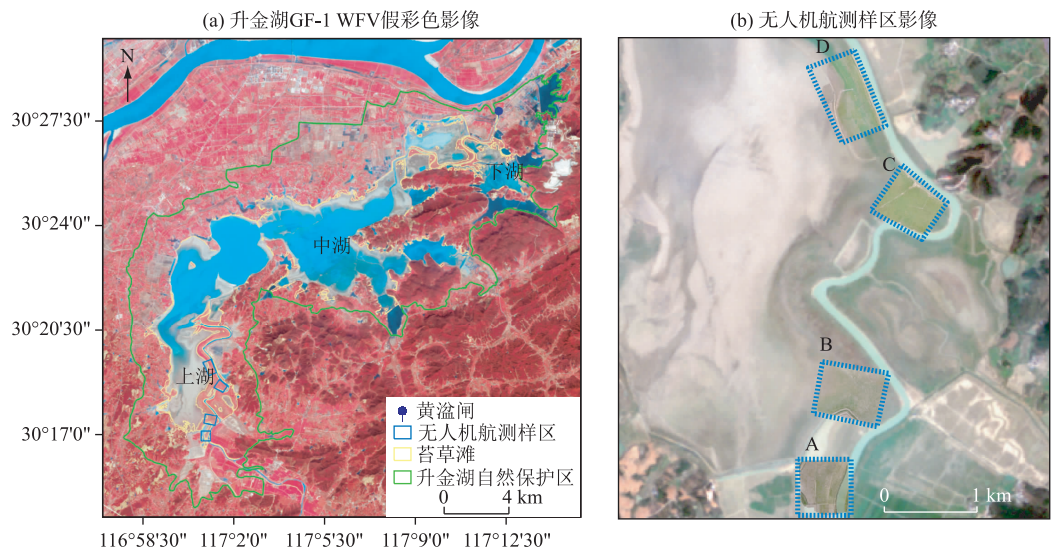 (a) 升金湖GF-1 WFV假彩色影像
(b) 无人机航测样区影像
N
30°27'30"
30°24'0"
30°20'30"
30°17'0"
下湖
中湖
上湖
黄湓闸
无人机航测样区
苔草滩
升金湖自然保护区
0 4 km
116°58'30" 117°2'0" 117°5'30" 117°9'0" 117°12'30"
D
C
B
A
0 1 km